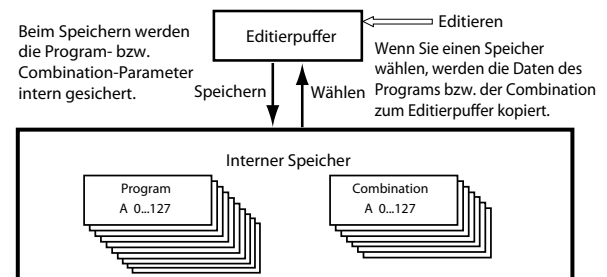 Beim Speichern werden
die Program- bzw.
Combination-Parameter
intern gesichert.
Editierpuffer
Editieren
Wenn Sie einen Speicher
wählen, werden die Daten des
Programs bzw. der Combination
zum Editierpuffer kopiert.
Speichern
Wählen
Interner Speicher
Program
A 0...127
Combination
A 0...127